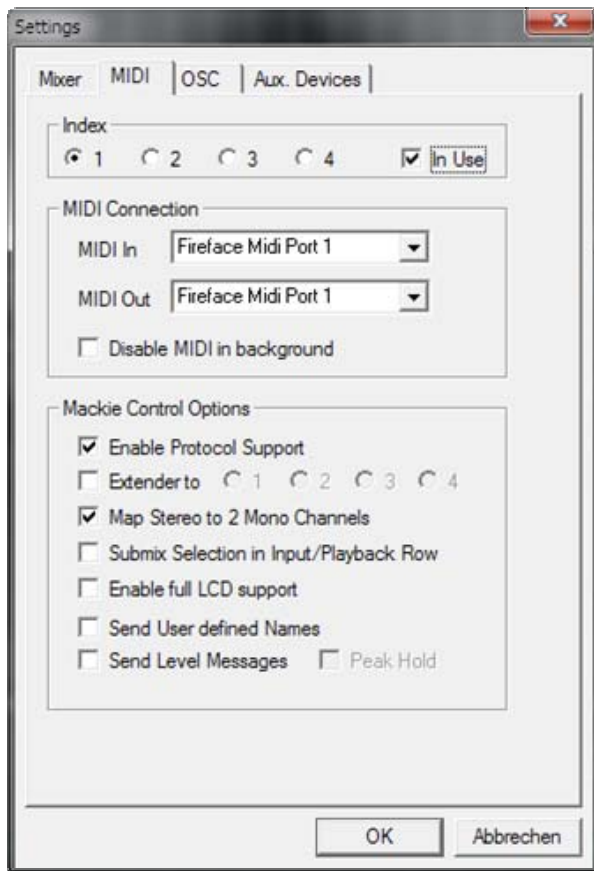 Settings
Mixer MIDI OSC Aux. Devices
Index
1 2 3 4 In Use
MIDI Connection
MIDI In Fireface Midi Port 1
MIDI Out Fireface Midi Port 1
Disable MIDI in background
Mackie Control Options
Enable Protocol Support
Extender to 1 2 3 4
Map Stereo to 2 Mono Channels
Submix Selection in Input/Playback Row
Enable full LCD support
Send User defined Names
Send Level Messages Peak Hold
OK Abbrechen